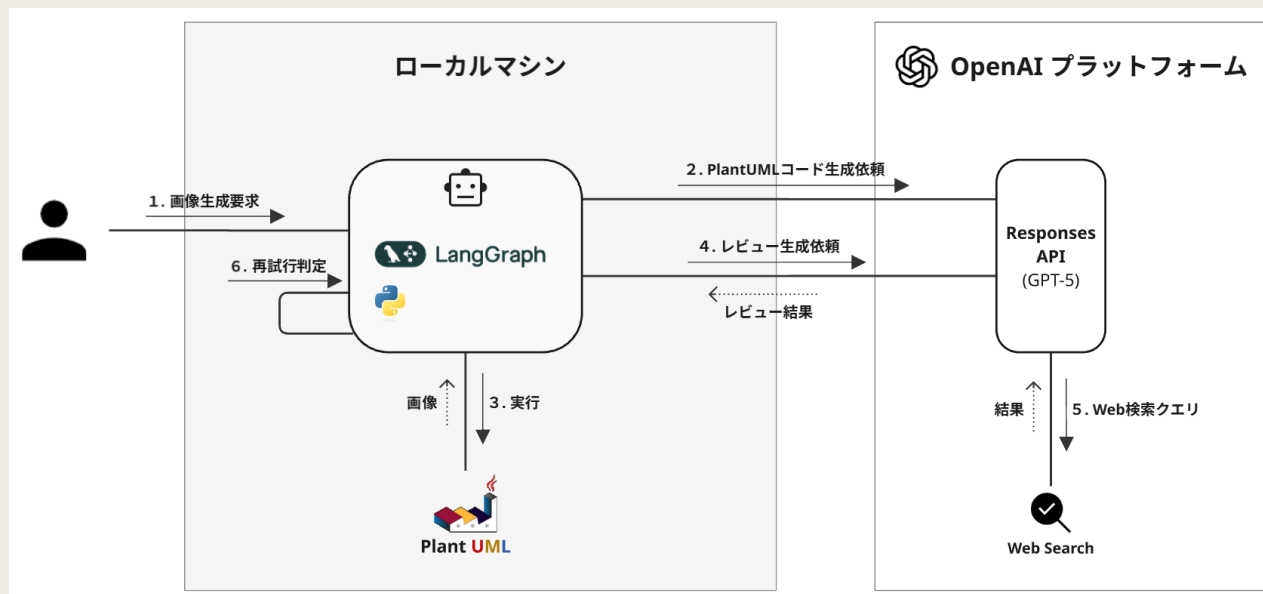 ローカルマシン
OpenAI プラットフォーム
1. 画像生成要求
2. PlantUMLコード生成依頼
LangGraph
4. レビュー生成依頼
レビュー結果
6. 再試行判定
Responses
API
(GPT-5)
画像
3. 実行
結果
5. Web検索クエリ
Plant UML
Web Search